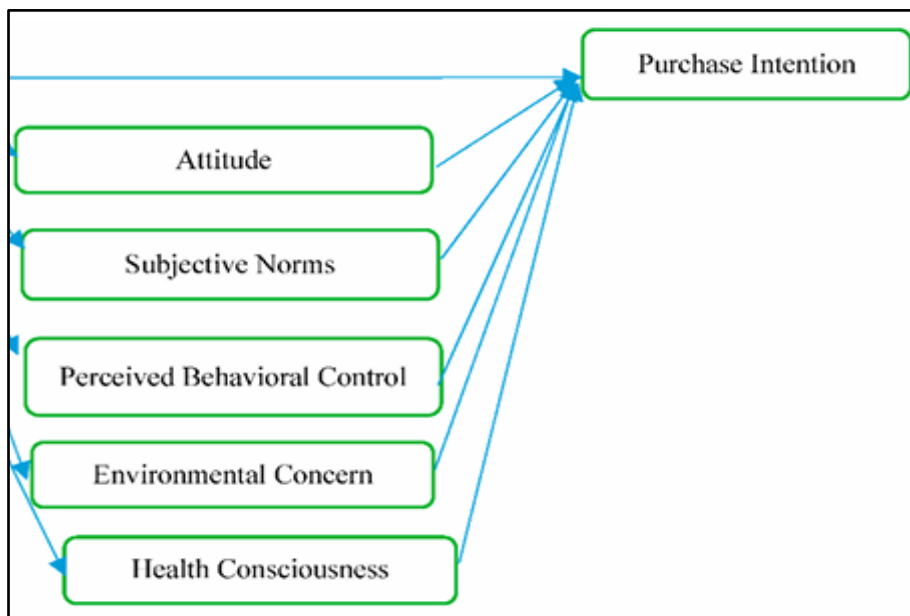 Purchase Intention
Attitude
Subjective Norms
Perceived Behavioral Control
Environmental Concern
Health Consciousness